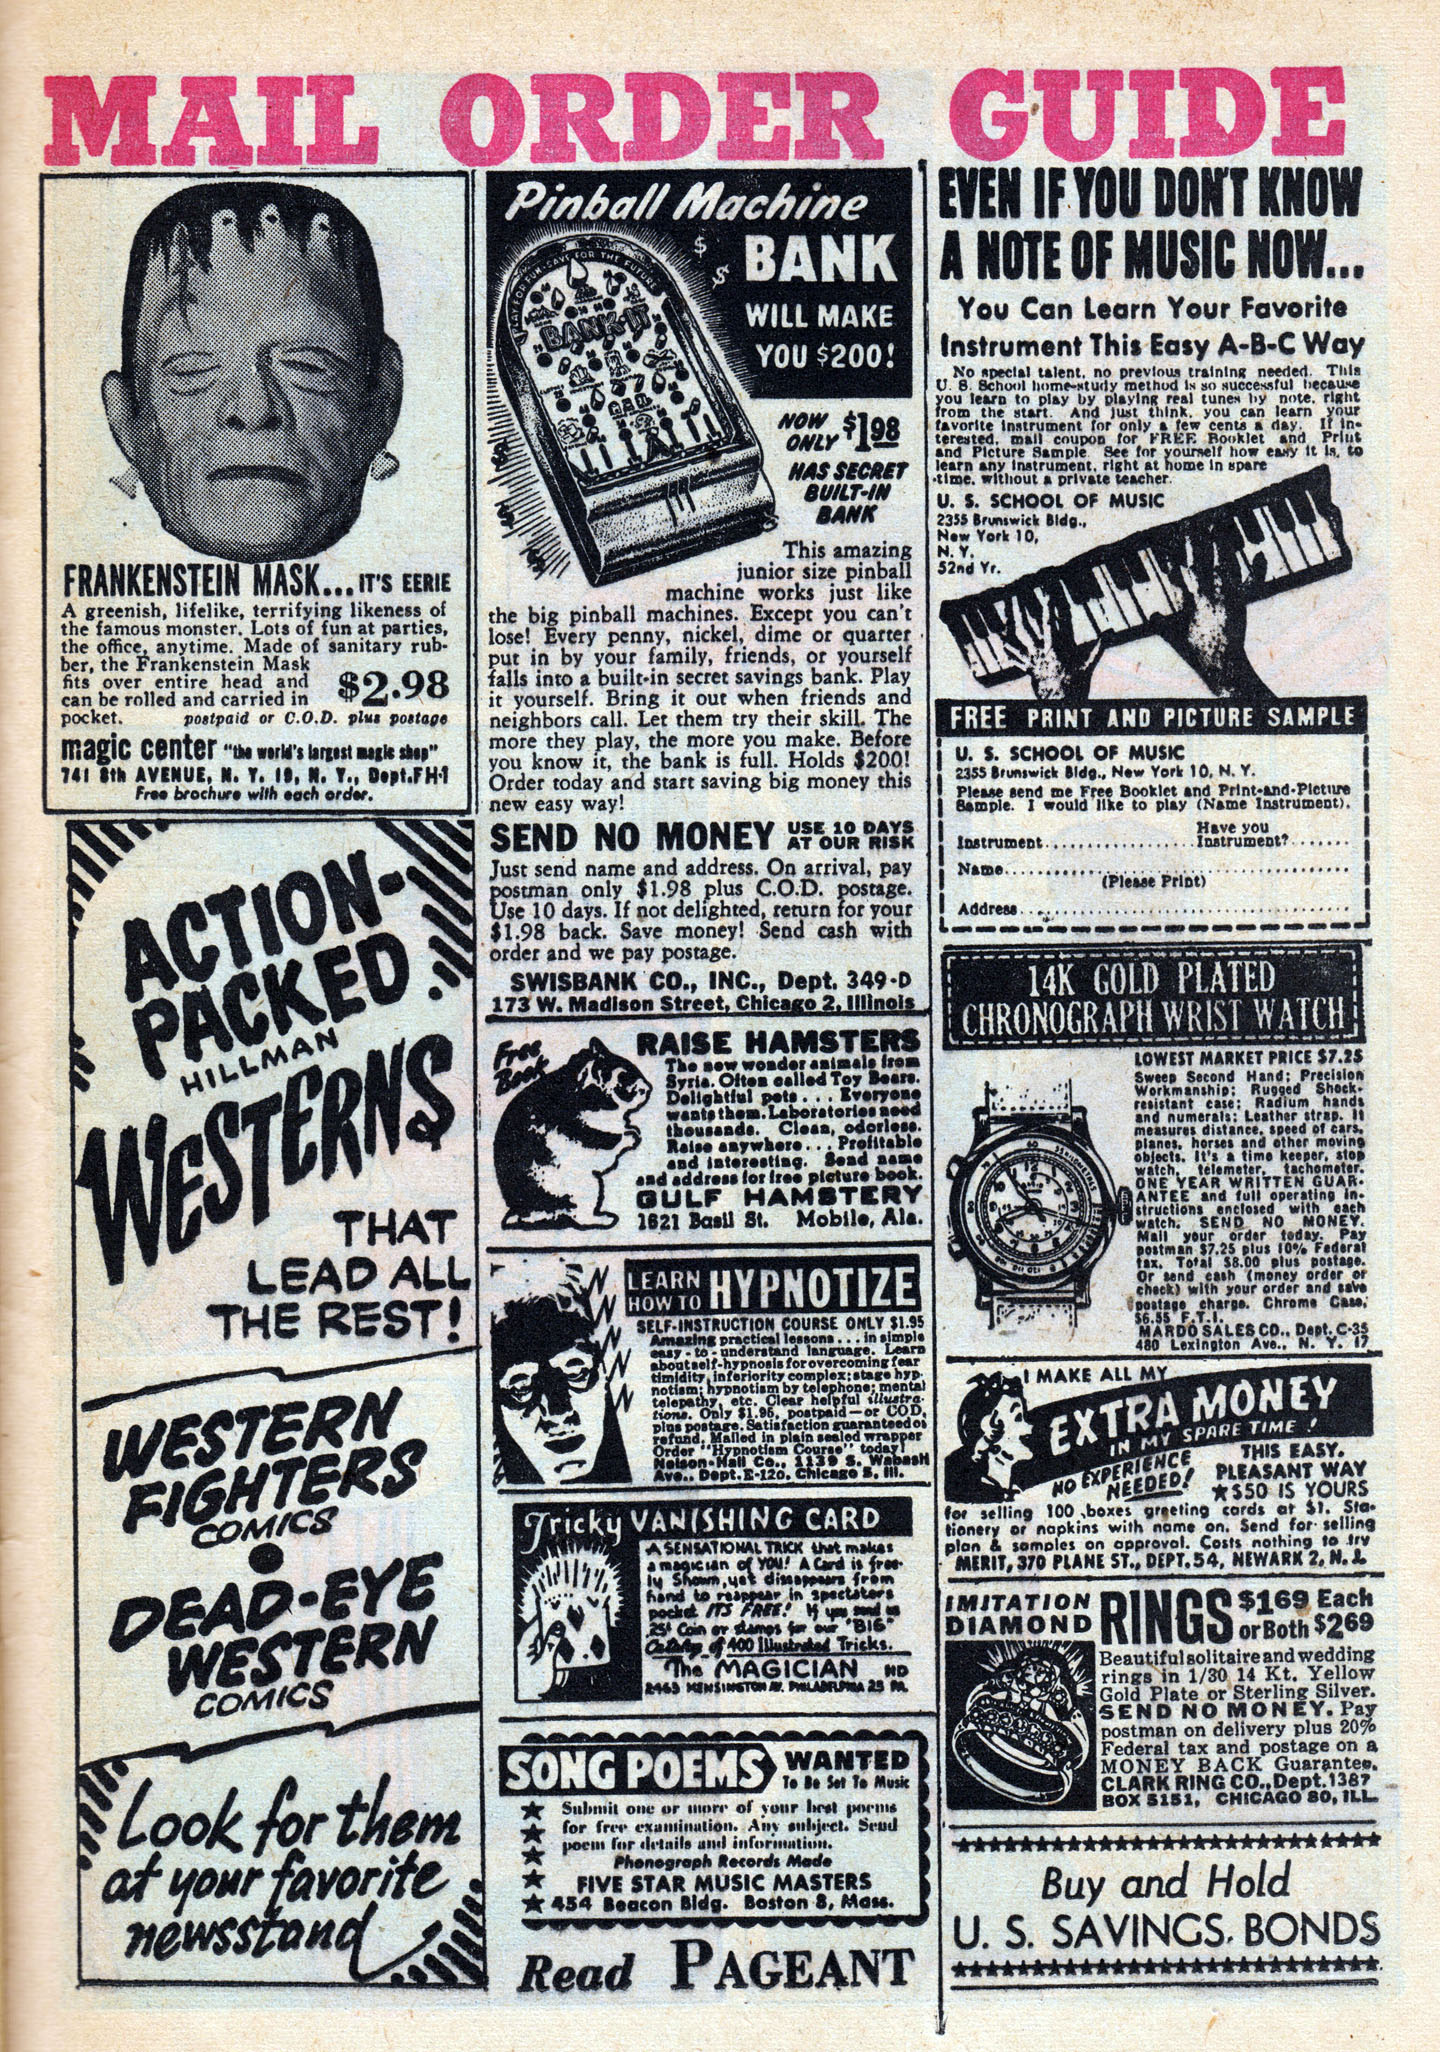 MAIL ORDER GUIDE
FRANKENSTEIN MASK... IT'S EERIE
A greenish, lifelike, terrifying likeness of
the famous monster. Lots of fun at parties,
the office, anytime. Made of sanitary rub-
ber, the Frankenstein Mask
fits over entire head and
can be rolled and carried in
pocket.
$2.98
postpaid or C.O.D. plus postage
magic center "the world's largest magic shop"
741 8th AVENUE, N. Y. 19, N. Y., Dept. FH-1
Free brochure with each order.
ACTION-
PACKED
HILLMAN
WESTERNS
THAT
LEAD ALL
THE REST!
WESTERN
FIGHTERS
COMICS
DEAD-EYE
WESTERN
COMICS
Look for them
at your favorite
newsstand
Pinball Machine
BANK
WILL MAKE
YOU $200!
PLAY FOR FUN-SAVE FOR THE FUTURE
BANK-IT
NOW
ONLY $1.98
HAS SECRET
BUILT-IN
BANK
This amazing
junior size pinball
machine works just like
the big pinball machines. Except you can't
lose! Every penny, nickel, dime or quarter
put in by your family, friends, or yourself
falls into a built-in secret savings bank. Play
it yourself. Bring it out when friends and
neighbors call. Let them try their skill. The
more they play, the more you make. Before
you know it, the bank is full. Holds $200!
Order today and start saving big money this
new easy way!
SEND NO MONEY USE 10 DAYS
AT OUR RISK
Just send name and address. On arrival, pay
postman only $1.98 plus C.O.D. postage.
Use 10 days. If not delighted, return for your
$1.98 back. Save money! Send cash with
order and we pay postage.
SWISBANK CO., INC., Dept. 349-D
173 W. Madison Street, Chicago 2, Illinois
Free
Book
RAISE HAMSTERS
The new wonder animals from
Syria. Often called Toy Bears.
Delightful pets . . . Everyone
wants them. Laboratories need
thousands. Clean, odorless.
Raise anywhere . . . Profitable
and interesting. Send name
and address for free picture book.
GULF HAMSTERY
1621 Basil St. Mobile, Ala.
LEARN
HOW TO HYPNOTIZE
SELF-INSTRUCTION COURSE ONLY $1.95
Amazing practical lessons . . . in simple
easy-to-understand language. Learn
about self-hypnosis for overcoming fear
timidity, inferiority complex; stage hyp-
notism; hypnotism by telephone; mental
telepathy, etc. Clear helpful illustra-
tions. Only $1.95, postpaid—or COD,
plus postage. Satisfaction guaranteed or
refund. Mailed in plain sealed wrapper
Order "Hypnotism Course" today!
Nelson-Hall Co., 1139 S. Wabash
Ave., Dept. E-120, Chicago 5, Ill.
Tricky VANISHING CARD
A SENSATIONAL TRICK that makes
a magician of YOU! A Card is free-
ly Shown, yet disappears from
hand to reappear in spectators
pocket IT'S FREE! If you send us
25¢ Coin or stamps for our "BIG"
Catalog of 400 Illustrated Tricks.
The MAGICIAN HD
2463 KENSINGTON AV. PHILADELPHIA 25 PA.
SONG POEMS WANTED
To Be Set To Music
Submit one or more of your best poems
for free examination. Any subject. Send
poem for details and information.
Phonograph Records Made
FIVE STAR MUSIC MASTERS
454 Beacon Bldg. Boston 8, Mass.
Read PAGEANT
EVEN IF YOU DON'T KNOW
A NOTE OF MUSIC NOW...
You Can Learn Your Favorite
Instrument This Easy A-B-C Way
No special talent, no previous training needed. This
U. S. School home-study method is so successful because
you learn to play by playing real tunes by note, right
from the start. And just think, you can learn your
favorite instrument for only a few cents a day. If in-
terested, mail coupon for FREE Booklet and Print
and Picture Sample. See for yourself how easy it is, to
learn any instrument, right at home in spare
time, without a private teacher.
U. S. SCHOOL OF MUSIC
2355 Brunswick Bldg.,
New York 10,
N. Y.
52nd Yr.
FREE PRINT AND PICTURE SAMPLE
U. S. SCHOOL OF MUSIC
2355 Brunswick Bldg., New York 10, N. Y.
Please send me Free Booklet and Print-and-Picture
Sample. I would like to play (Name Instrument).
Instrument.................. Have you
Instrument?.......
Name...................................
(Please Print)
Address...................................
14K GOLD PLATED
CHRONOGRAPH WRIST WATCH
LOWEST MARKET PRICE $7.25
Sweep Second Hand; Precision
Workmanship; Rugged Shock-
resistant case; Radium hands
and numerals; Leather strap. It
measures distance, speed of cars,
planes, horses and other moving
objects. It's a time keeper, stop
watch, telemeter, tachometer.
ONE YEAR WRITTEN GUAR-
ANTEE and full operating in-
structions enclosed with each
watch. SEND NO MONEY.
Mail your order today. Pay
postman $7.25 plus 10% Federal
tax. Total $8.00 plus postage.
Or send cash (money order or
check) with your order and save
postage charge. Chrome Case,
$6.55 F.T.I.
MARDO SALES CO., Dept. C-35
480 Lexington Ave., N. Y. 17
I MAKE ALL MY
EXTRA MONEY
IN MY SPARE TIME!
NO EXPERIENCE
NEEDED!
THIS EASY,
PLEASANT WAY
★$50 IS YOURS
for selling 100 boxes greeting cards at $1. Sta-
tionery or napkins with name on. Send for selling
plan & samples on approval. Costs nothing to try
MERIT, 370 PLANE ST., DEPT. 54, NEWARK 2, N. J.
IMITATION
DIAMOND RINGS $1.69 Each
or Both $2.69
Beautiful solitaire and wedding
rings in 1/30 14 Kt. Yellow
Gold Plate or Sterling Silver.
SEND NO MONEY. Pay
postman on delivery plus 20%
Federal tax and postage on a
MONEY BACK Guarantee.
CLARK RING CO., Dept. 1387
BOX 5151, CHICAGO 80, ILL.
Buy and Hold
U. S. SAVINGS BONDS